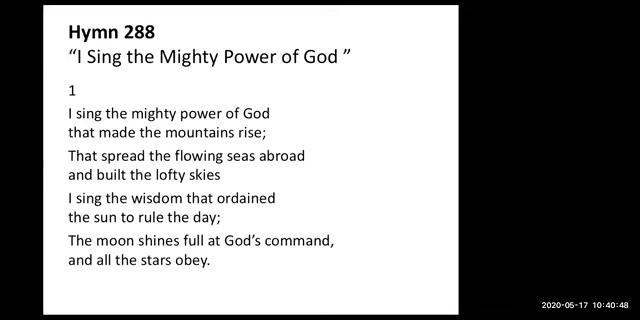 Hymn 288
“I Sing the Mighty Power of God ”
1
I sing the mighty power of God
that made the mountains rise;
That spread the flowing seas abroad
and built the lofty skies
I sing the wisdom that ordained
the sun to rule the day;
The moon shines full at God’s command,
and all the stars obey.
2020-05-17 10:40:48